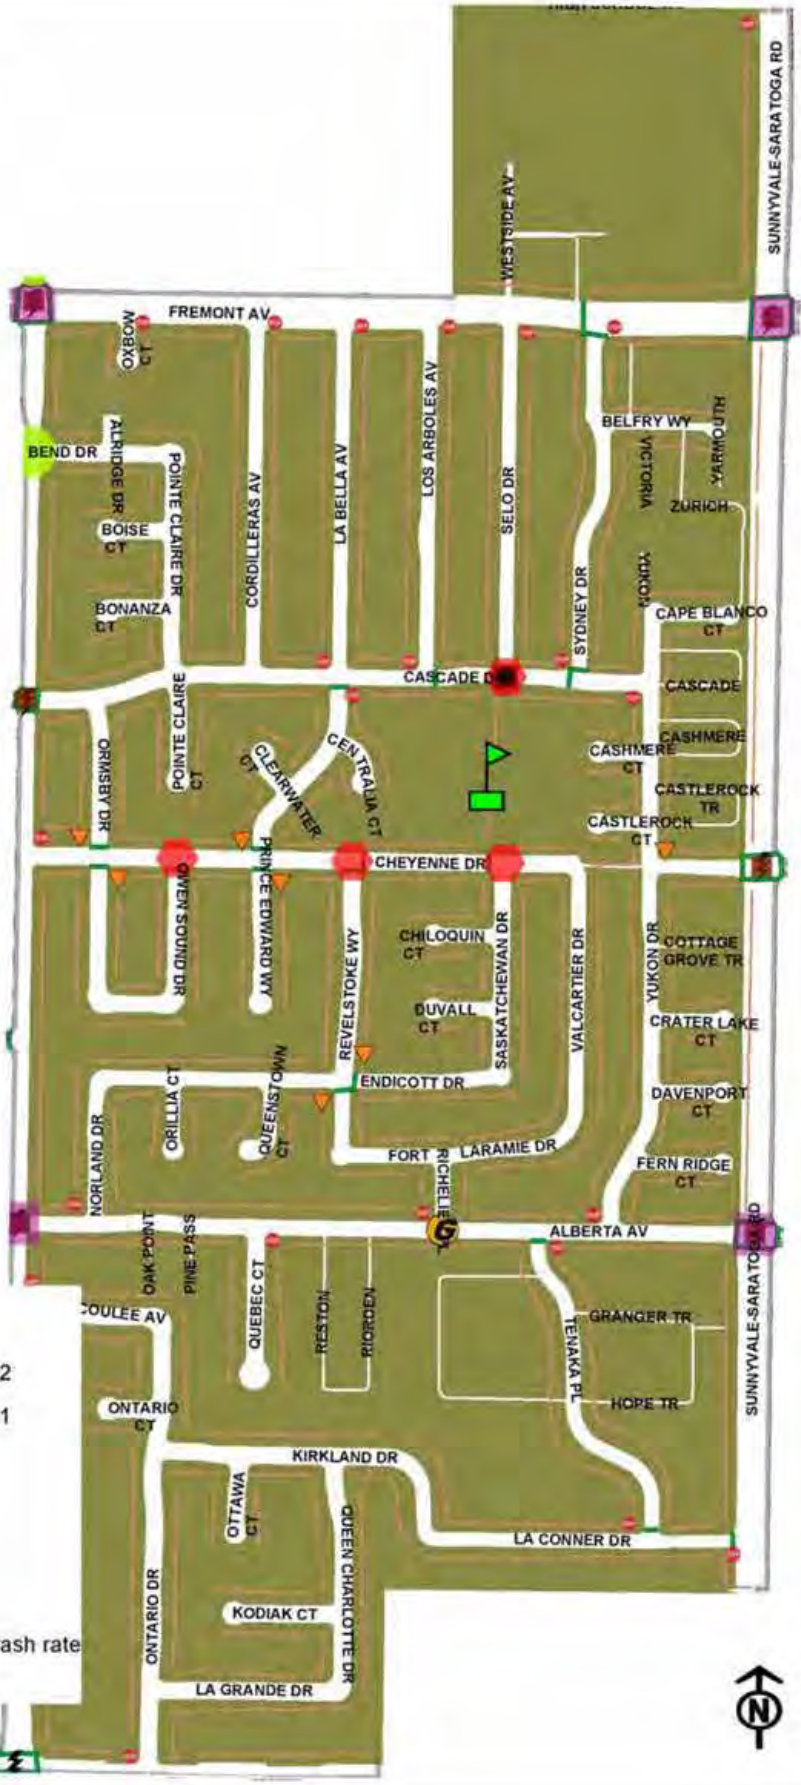 SUNNYVALE-SARATOGA RD
WESTSIDE AV
FREMONT AV
OXBOW
CT
BEND DR
ALRIDGE DR
POINTE CLAIRE DR
BOISE
CT
BONANZA
CT
CORDILLERAS AV
LA BELLA AV
LOS ARBOLES AV
SELO DR
SYDNEY DR
BELFRY WY
VICTORIA
YARMOUTH
ZURICH
YUKON
CAPE BLANCO
CT
CASCADE D
CASCADE
POINTE CLAIRE
CT
ORMSBY DR
CLEARWATER
CT
CENTRALIA CT
CASHMERE
CASHMERE
CT
CASTLEROCK
TR
CASTLEROCK
CT
CHEYENNE DR
OWEN SOUND DR
PRINCE EDWARD WY
REVELSTOKE WY
CHILOQUIN
CT
DUVALL
CT
SASKATCHEWAN DR
VALCARTIER DR
YUKON DR
COTTAGE
GROVE TR
CRATER LAKE
CT
DAVENPORT
CT
FERN RIDGE
CT
ENDICOTT DR
NORLAND DR
ORILLIA CT
QUEENSTOWN
CT
FORT LARAMIE DR
RICHELIE
G
ALBERTA AV
SUNNYVALE-SARATOGA RD
OAK POINT
PINE PASS
QUEBEC CT
RESTON
RIORDEN
COULEE AV
GRANGER TR
TENAKA PL
HOPE TR
2
1
ONTARIO
CT
KIRKLAND DR
OTTAWA
CT
LA CONNER DR
ONTARIO DR
QUEEN CHARLOTTE DR
KODIAK CT
ash rate
LA GRANDE DR
N